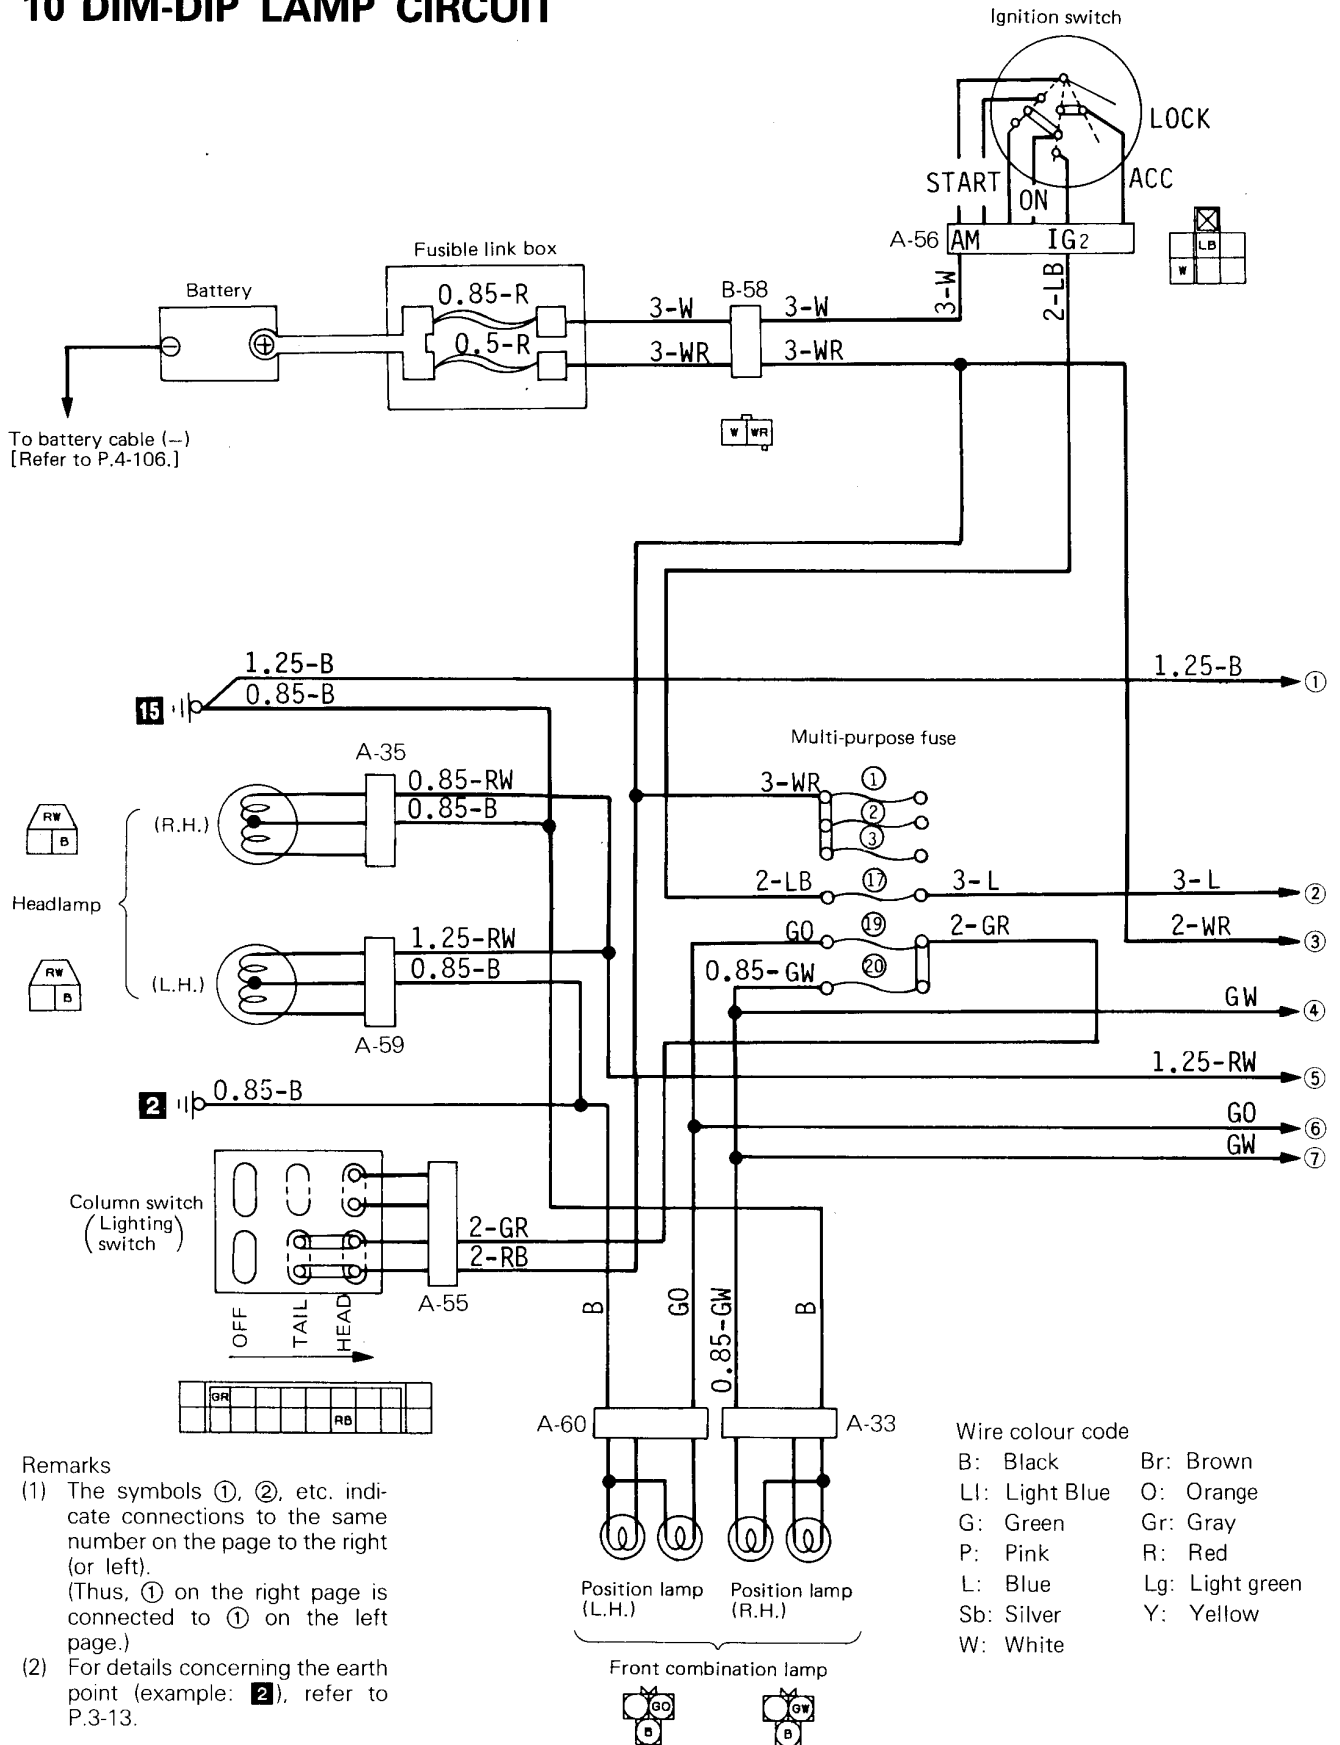 10 DIM-DIP LAMP CIRCUIT
Ignition switch
LOCK
START
ACC
ON
A-56
AM
IG2
LB
W
3-W
2-LB
Fusible link box
Battery
0.85-R
0.5-R
3-W
3-WR
B-58
3-W
3-WR
W WR
To battery cable (—)
[Refer to P.4-106.]
1.25-B
0.85-B
15
1.25-B
①
Multi-purpose fuse
A-35
0.85-RW
0.85-B
(R.H.)
RW
B
Headlamp
3-WR
①
②
③
2-LB
⑰
3-L
3-L
②
1.25-RW
0.85-B
(L.H.)
RW
B
A-59
GO
⑲
2-GR
2-WR
③
0.85-GW
⑳
GW
④
1.25-RW
⑤
2
0.85-B
GO
⑥
GW
⑦
Column switch
(Lighting
switch)
2-GR
2-RB
A-55
OFF
TAIL
HEAD
GR
RB
B
GO
0.85-GW
B
A-60
A-33
Position lamp
(L.H.)
Position lamp
(R.H.)
Front combination lamp
GO
B
GW
B
Remarks
(1) The symbols ①, ②, etc. indi-
cate connections to the same
number on the page to the right
(or left).
(Thus, ① on the right page is
connected to ① on the left
page.)
(2) For details concerning the earth
point (example: 2), refer to
P.3-13.
Wire colour code
B: Black Br: Brown
Ll: Light Blue O: Orange
G: Green Gr: Gray
P: Pink R: Red
L: Blue Lg: Light green
Sb: Silver Y: Yellow
W: White